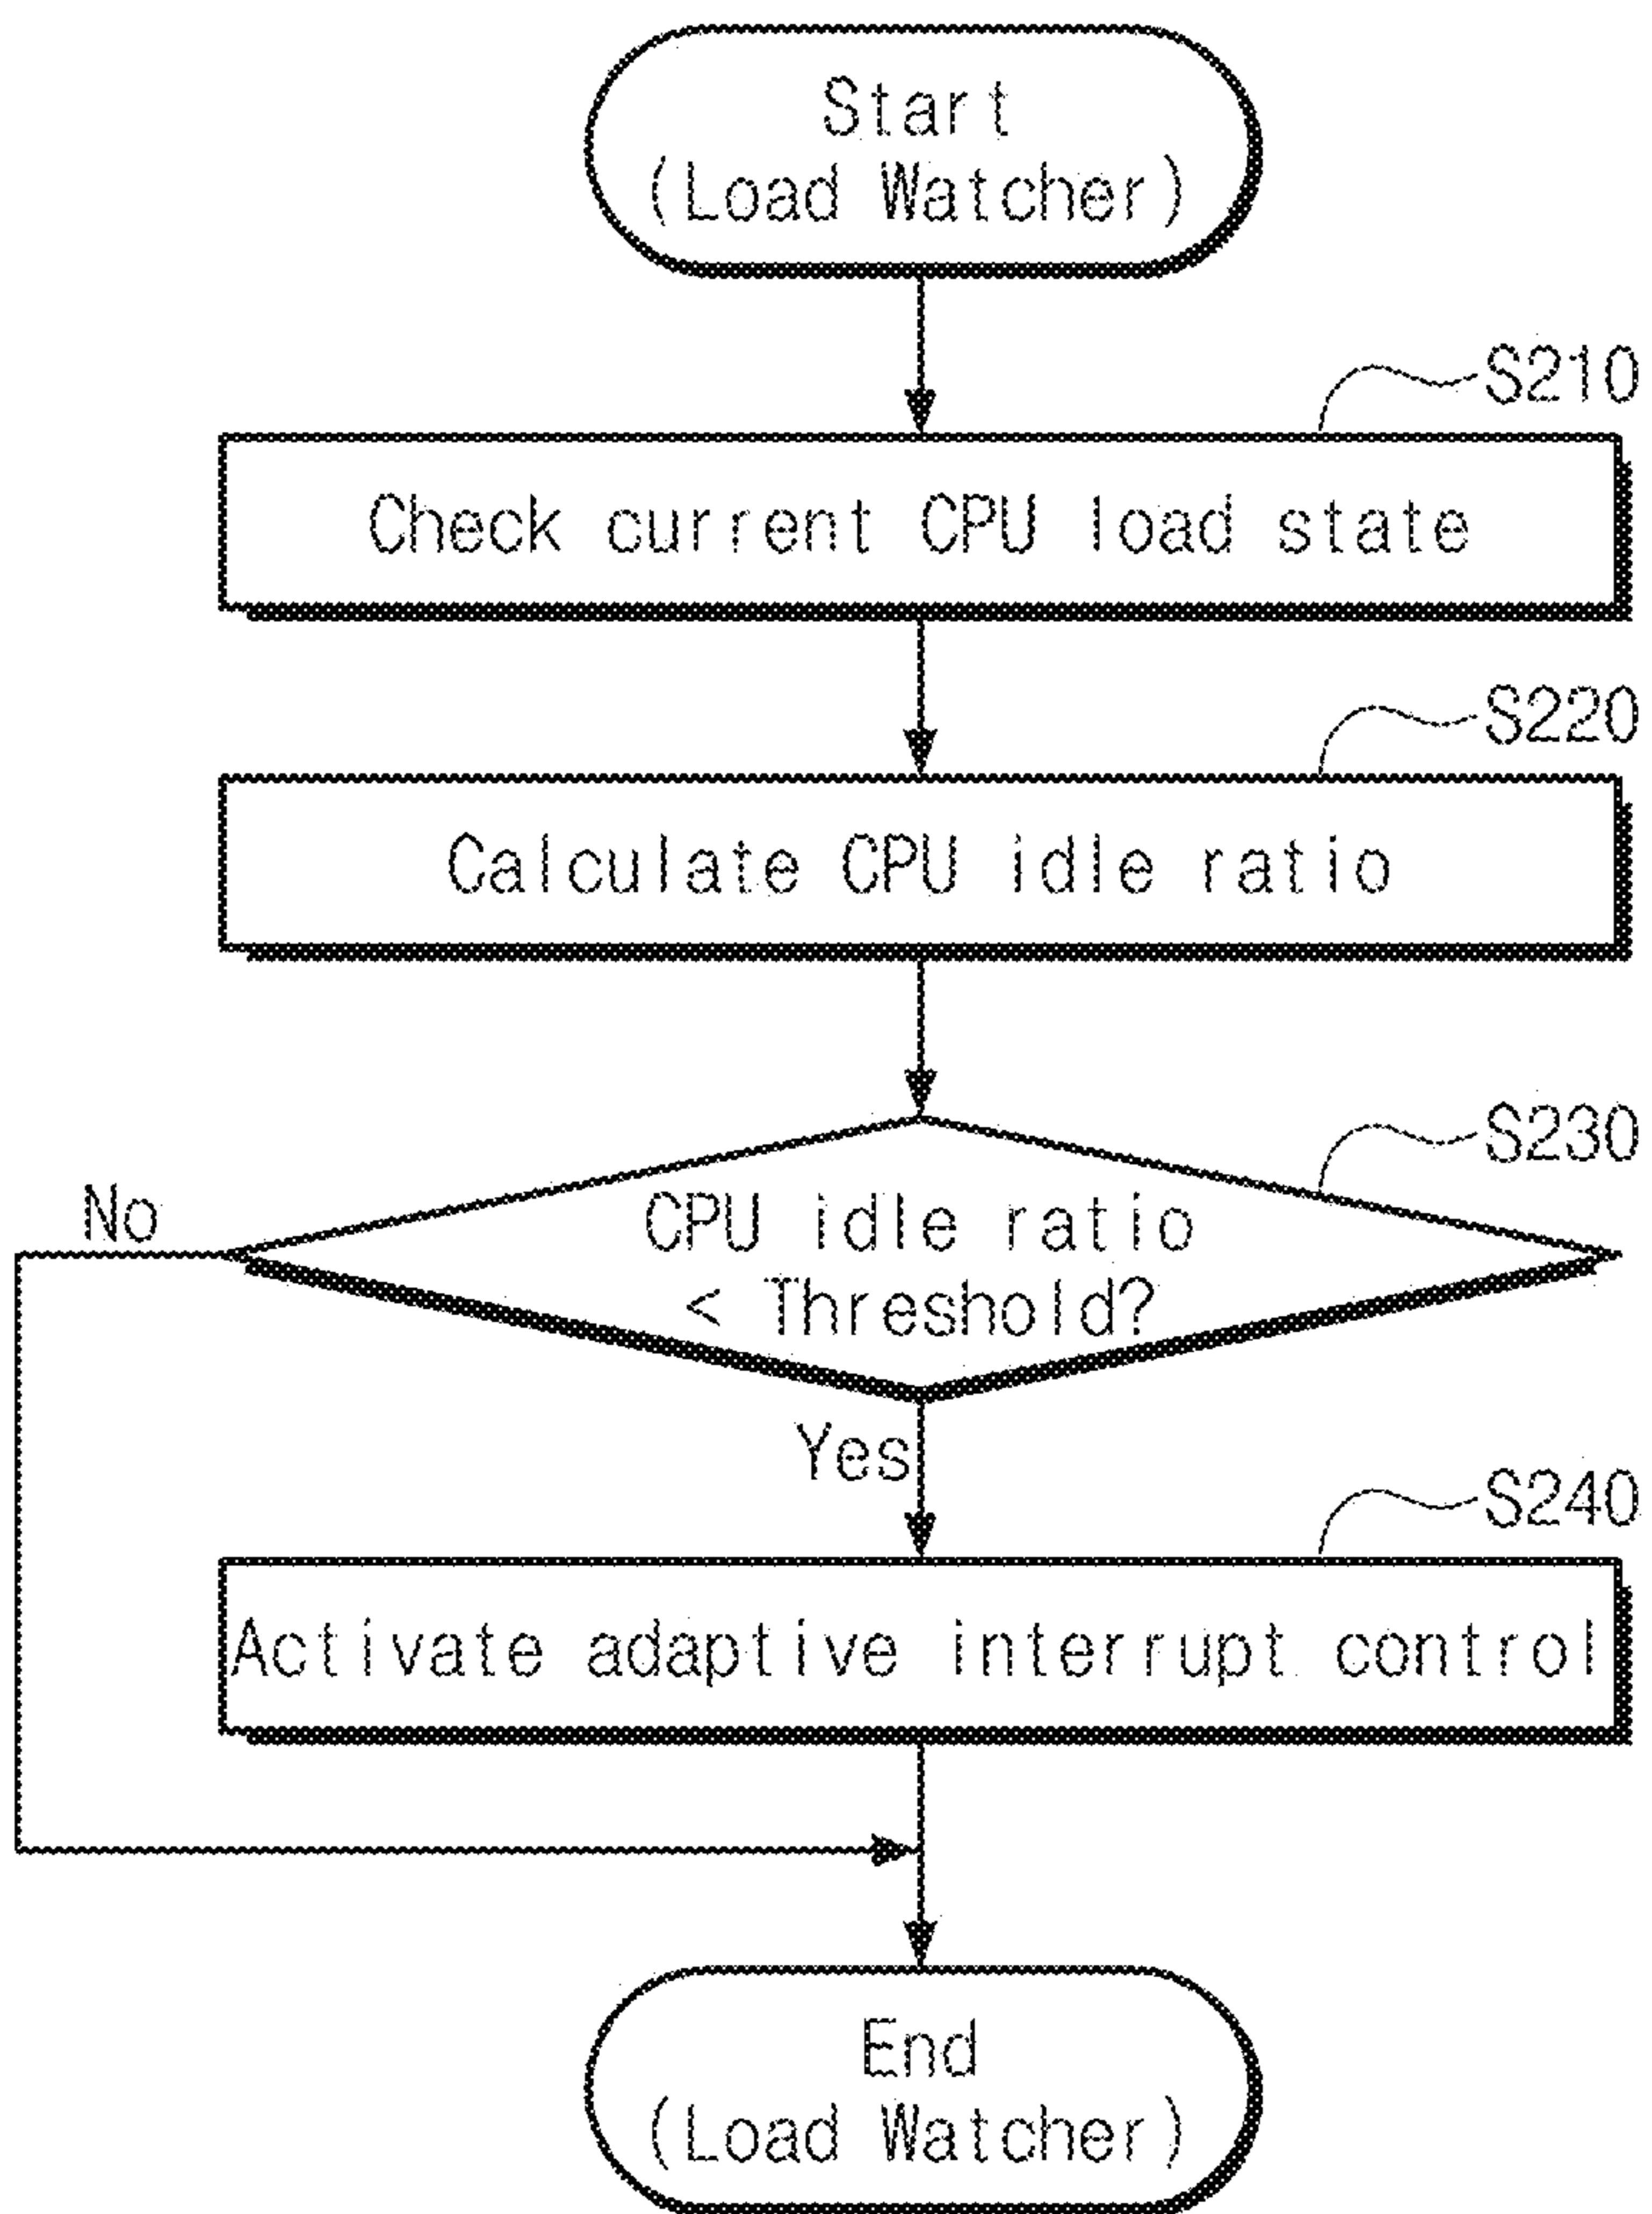 Start
(Load Watcher)
S210
Check current CPU load state
S220
Calculate CPU idle ratio
S230
No
CPU idle ratio
< Threshold?
Yes
S240
Activate adaptive interrupt control
End
(Load Watcher)